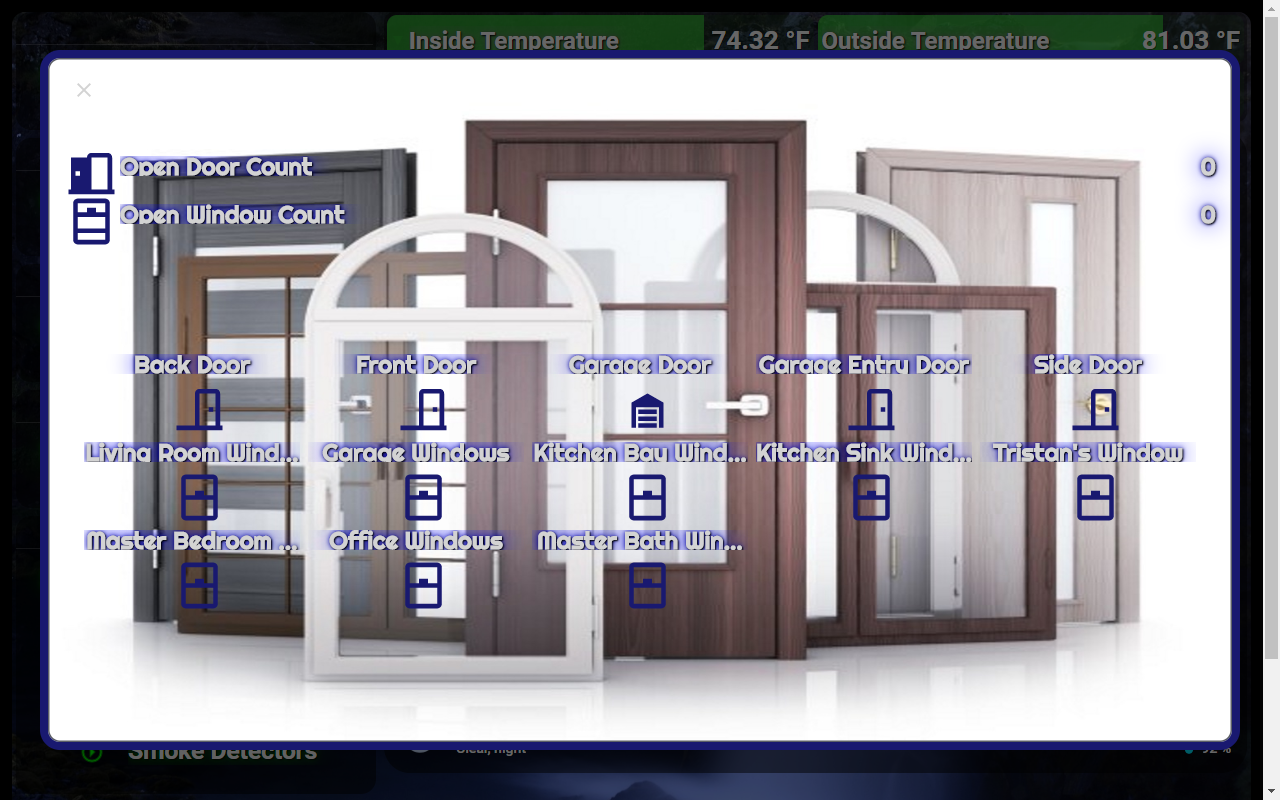 Inside Temperature 74.32 °F Outside Temperature 81.03 °F
Open Door Count 0
Open Window Count 0
Back Door Front Door Garage Door Garage Entry Door Side Door
Living Room Wind... Garage Windows Kitchen Bay Wind... Kitchen Sink Wind... Tristan's Window
Master Bedroom ... Office Windows Master Bath Win...
Smoke Detectors Clear, night 92 %